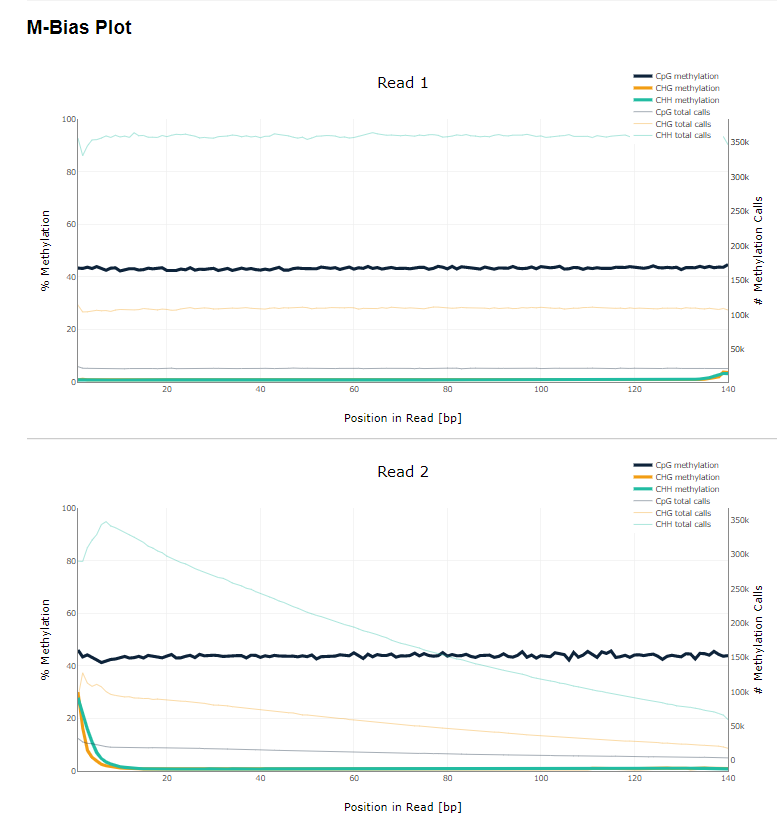 M-Bias Plot
Read 1
CpG methylation
CHG methylation
CHH methylation
CpG total calls
CHG total calls
CHH total calls
100
80
60
40
20
0
% Methylation
350k
300k
250k
200k
150k
100k
50k
# Methylation Calls
20
40
60
80
100
120
140
Position in Read [bp]
Read 2
CpG methylation
CHG methylation
CHH methylation
CpG total calls
CHG total calls
CHH total calls
100
80
60
40
20
0
% Methylation
350k
300k
250k
200k
150k
100k
50k
0
# Methylation Calls
20
40
60
80
100
120
140
Position in Read [bp]